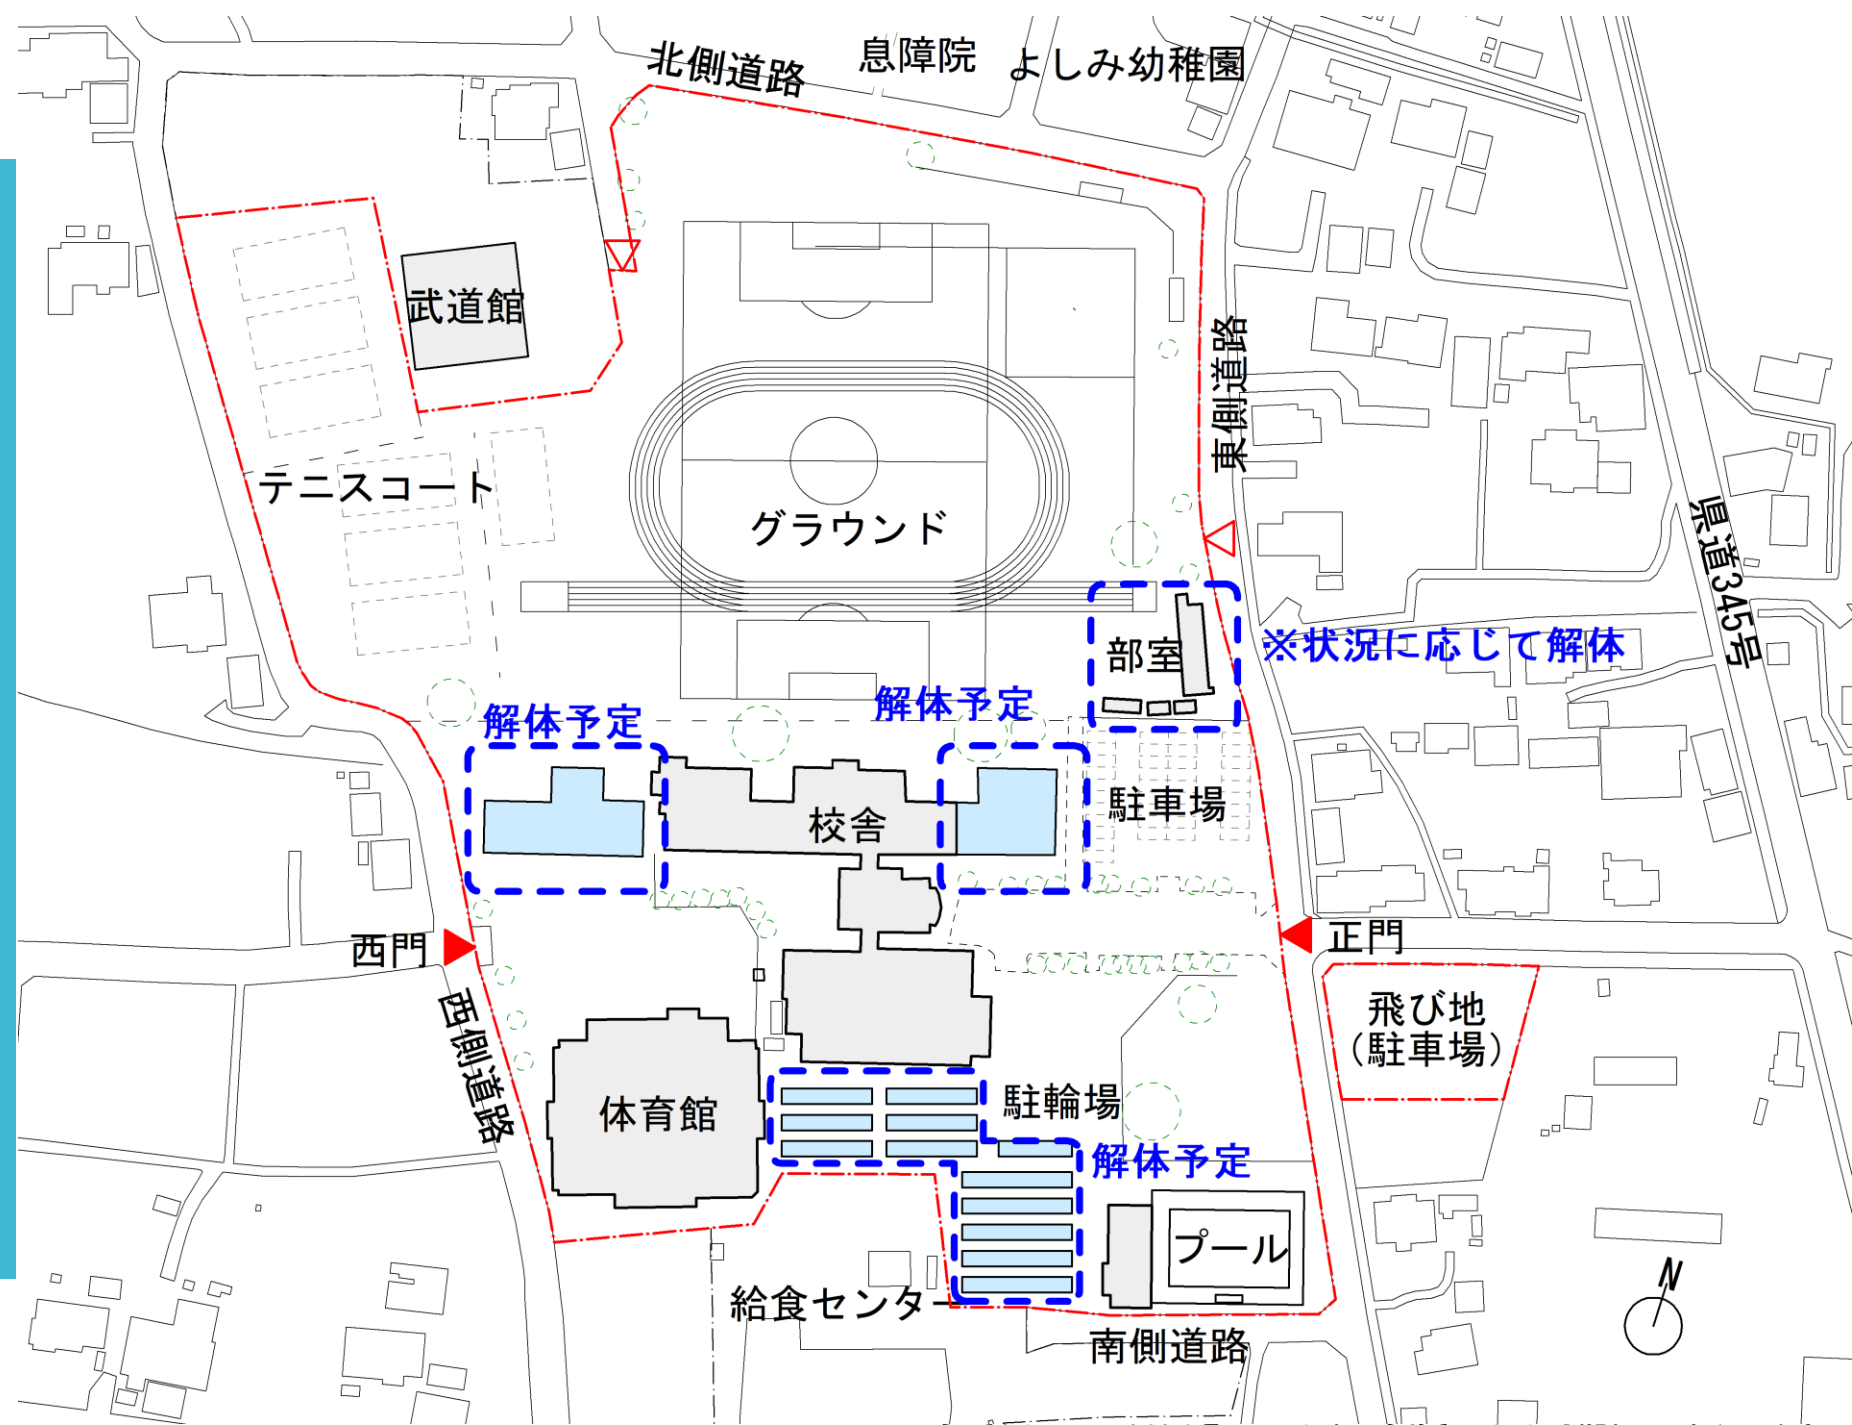 北側道路
息障院
よしみ幼稚園
武道館
東側道路
テニスコート
グラウンド
県道345号
部室
※状況に応じて解体
解体予定
解体予定
校舎
駐車場
西門
正門
西側道路
飛び地
（駐車場）
体育館
駐輪場
解体予定
プール
給食センター
南側道路
N